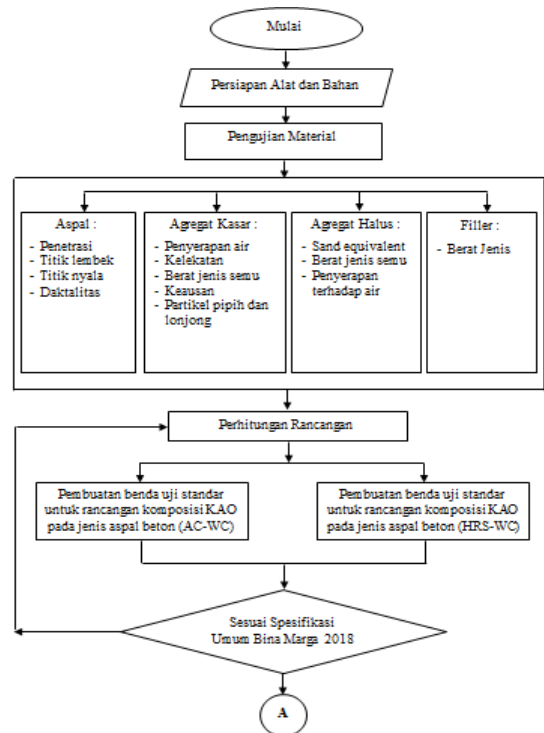 Mulai
Persiapan Alat dan Bahan
Pengujian Material
Aspal :
- Penetrasi
- Titik lembek
- Titik nyala
- Daktalitas
Agregat Kasar :
- Penyerapan air
- Kelekatan
- Berat jenis semu
- Keausan
- Partikel pipih dan
lonjong
Agregat Halus :
- Sand equivalent
- Berat jenis semu
- Penyerapan
terhadap air
Filler :
- Berat Jenis
Perhitungan Rancangan
Pembuatan benda uji standar
untuk rancangan komposisi KAO
pada jenis aspal beton (AC-WC)
Pembuatan benda uji standar
untuk rancangan komposisi KAO
pada jenis aspal beton (HRS-WC)
Sesuai Spesifikasi
Umum Bina Marga 2018
A